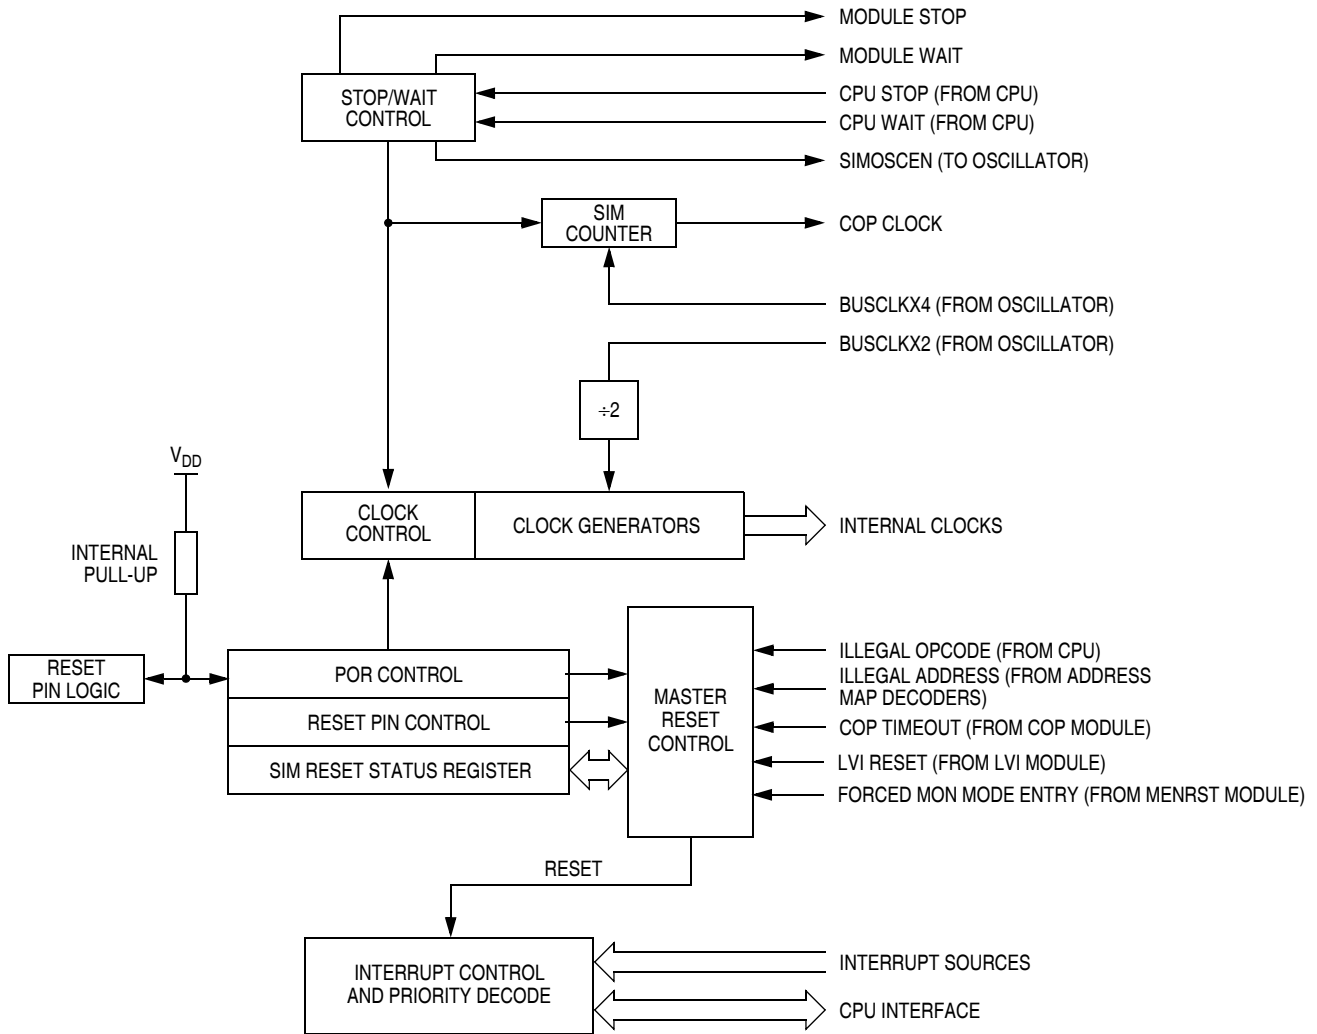 MODULE STOP
MODULE WAIT
STOP/WAIT
CONTROL
CPU STOP (FROM CPU)
CPU WAIT (FROM CPU)
SIMOSCEN (TO OSCILLATOR)
SIM
COUNTER
COP CLOCK
BUSCLKX4 (FROM OSCILLATOR)
BUSCLKX2 (FROM OSCILLATOR)
÷2
VDD
INTERNAL
PULL-UP
CLOCK
CONTROL
CLOCK GENERATORS
INTERNAL CLOCKS
RESET
PIN LOGIC
POR CONTROL
RESET PIN CONTROL
SIM RESET STATUS REGISTER
MASTER
RESET
CONTROL
ILLEGAL OPCODE (FROM CPU)
ILLEGAL ADDRESS (FROM ADDRESS
MAP DECODERS)
COP TIMEOUT (FROM COP MODULE)
LVI RESET (FROM LVI MODULE)
FORCED MON MODE ENTRY (FROM MENRST MODULE)
RESET
INTERRUPT CONTROL
AND PRIORITY DECODE
INTERRUPT SOURCES
CPU INTERFACE